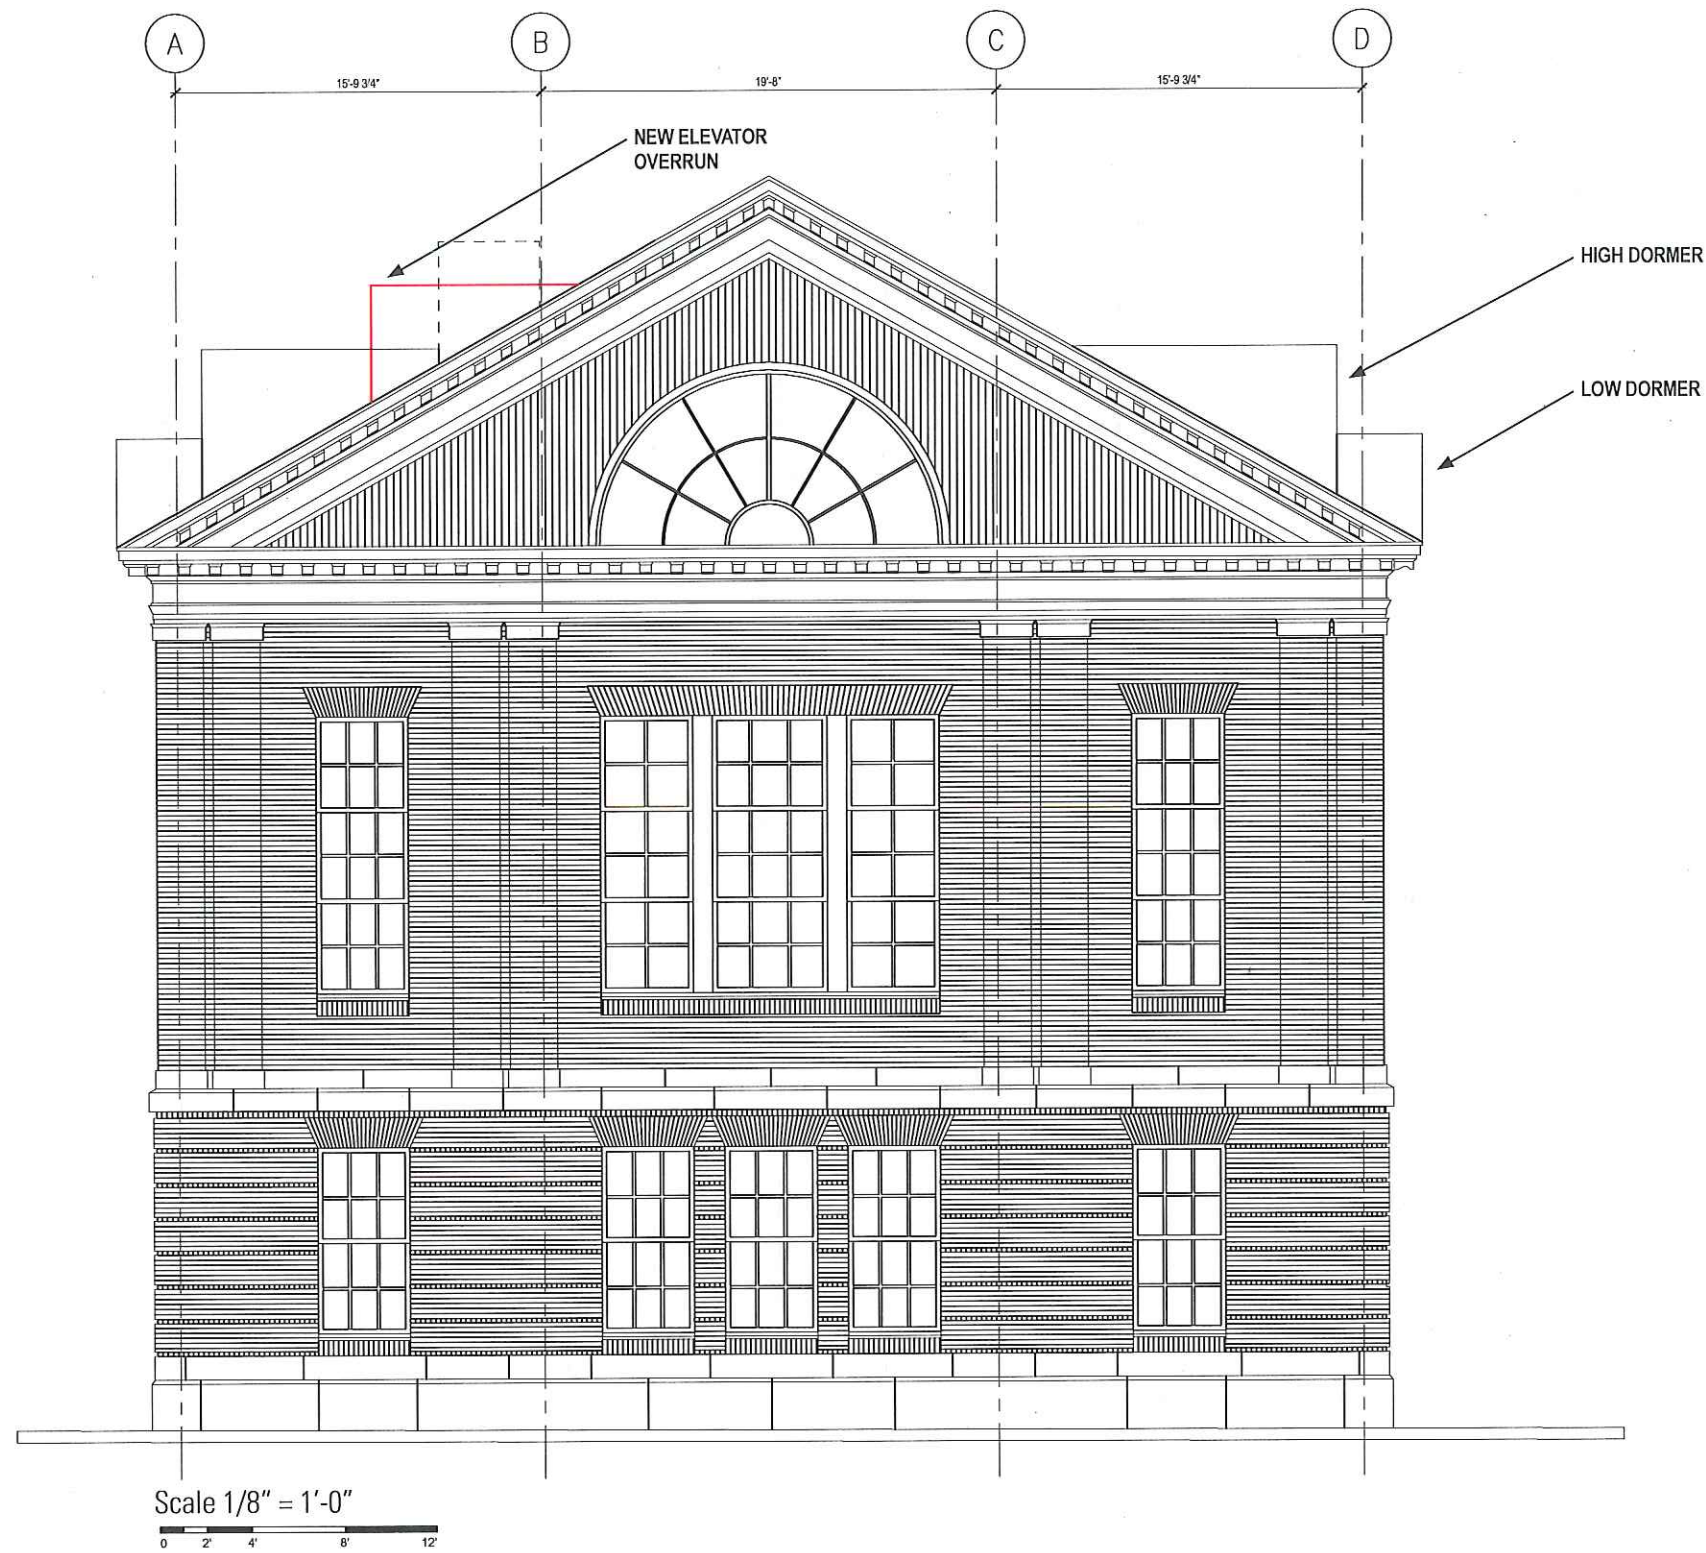 A B C D
15'-9 3/4" 19'-8" 15'-9 3/4"
NEW ELEVATOR
OVERRUN
HIGH DORMER
LOW DORMER
Scale 1/8" = 1'-0"
0 2' 4' 8' 12'